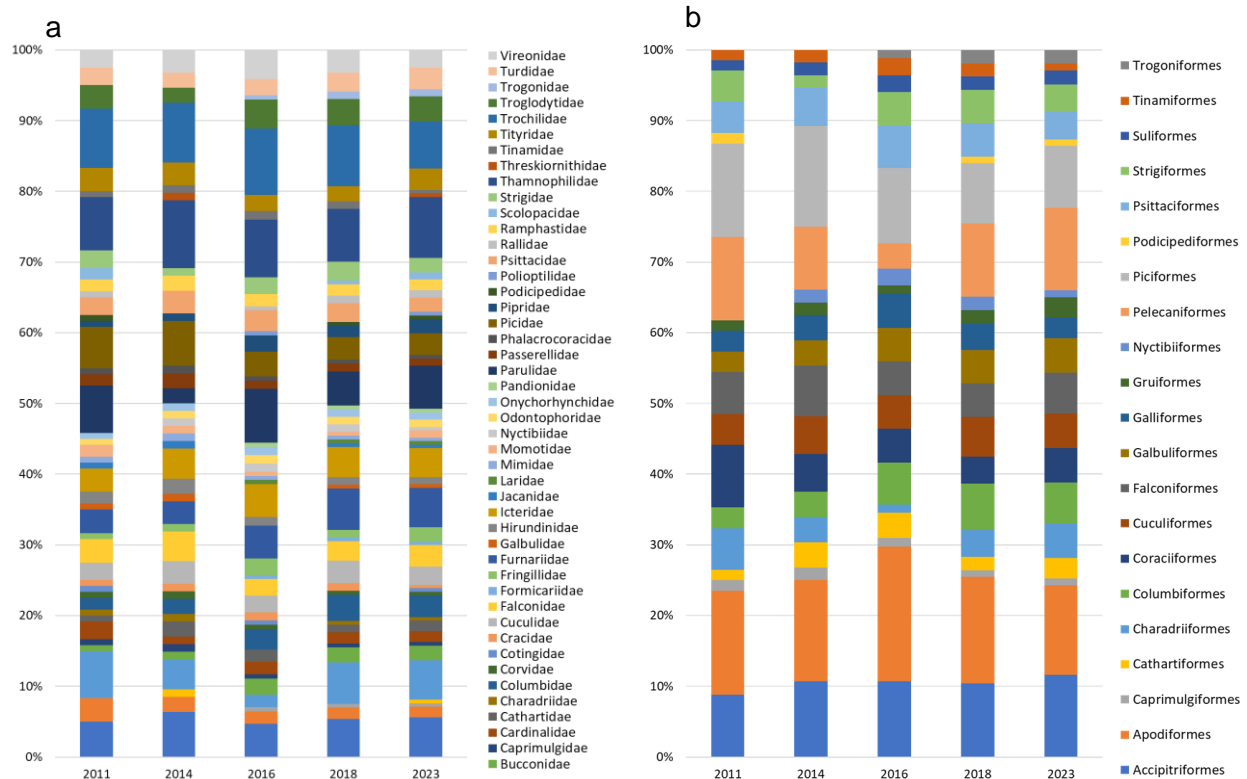 a
100%
90%
80%
70%
60%
50%
40%
30%
20%
10%
0%
2011 2014 2016 2018 2023
Vireonidae
Turdidae
Trogonidae
Troglodytidae
Trochilidae
Tityridae
Tinamidae
Threskiornithidae
Thamnophilidae
Strigidae
Scolopacidae
Ramphastidae
Rallidae
Psittacidae
Polioptilidae
Podicipedidae
Pipridae
Picidae
Phalacrocoracidae
Passerellidae
Parulidae
Pandionidae
Onychorhynchidae
Odontophoridae
Nyctibiidae
Momotidae
Mimidae
Laridae
Jacanidae
Icteridae
Hirundinidae
Galbulidae
Furnariidae
Fringillidae
Formicariidae
Falconidae
Cuculidae
Cracidae
Cotingidae
Corvidae
Columbidae
Charadriidae
Cathartidae
Cardinalidae
Caprimulgidae
Bucconidae
b
100%
90%
80%
70%
60%
50%
40%
30%
20%
10%
0%
2011 2014 2016 2018 2023
Trogoniformes
Tinamiformes
Suliformes
Strigiformes
Psittaciformes
Podicipediformes
Piciformes
Pelecaniformes
Nyctibiiformes
Gruiformes
Galliformes
Galbuliformes
Falconiformes
Cuculiformes
Coraciiformes
Columbiformes
Charadriiformes
Cathartiformes
Caprimulgiformes
Apodiformes
Accipitriformes